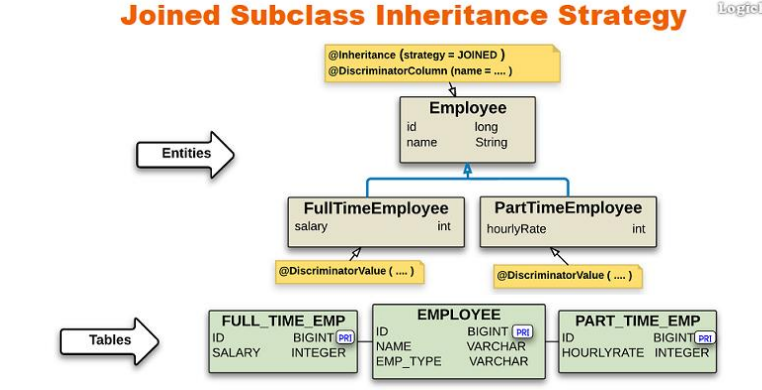 Joined Subclass Inheritance Strategy
@Inheritance (strategy = JOINED )
@DiscriminatorColumn (name = .... )
Employee
id long
name String
Entities
FullTimeEmployee
salary int
PartTimeEmployee
hourlyRate int
@DiscriminatorValue ( .... )
@DiscriminatorValue ( .... )
Tables
FULL_TIME_EMP
ID BIGINT PRI
SALARY INTEGER
EMPLOYEE
ID BIGINT PRI
NAME VARCHAR
EMP_TYPE VARCHAR
PART_TIME_EMP
ID BIGINT PRI
HOURLYRATE INTEGER